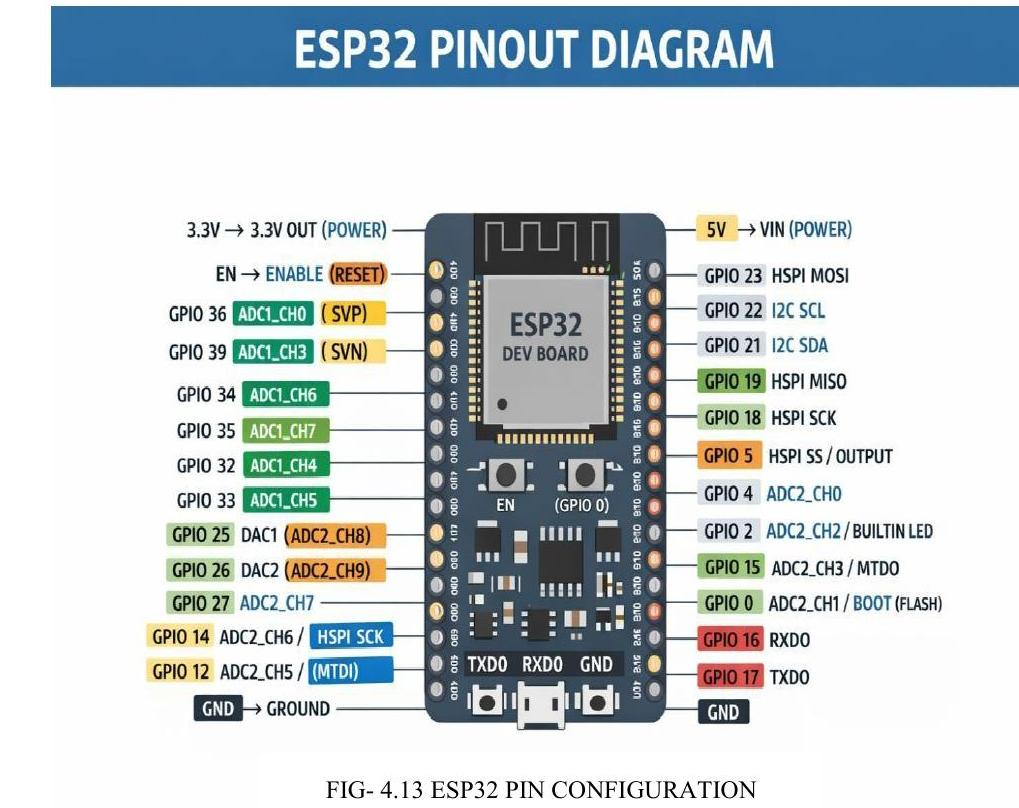 ESP32 PINOUT DIAGRAM
3.3V → 3.3V OUT (POWER)
EN → ENABLE (RESET)
GPIO 36 ADC1_CH0 ( SVP)
GPIO 39 ADC1_CH3 ( SVN)
GPIO 34 ADC1_CH6
GPIO 35 ADC1_CH7
GPIO 32 ADC1_CH4
GPIO 33 ADC1_CH5
GPIO 25 DAC1 (ADC2_CH8)
GPIO 26 DAC2 (ADC2_CH9)
GPIO 27 ADC2_CH7
GPIO 14 ADC2_CH6 / HSPI SCK
GPIO 12 ADC2_CH5 / (MTDI)
GND → GROUND
ESP32
DEV BOARD
EN (GPIO 0)
TXD0 RXD0 GND
5V → VIN (POWER)
GPIO 23 HSPI MOSI
GPIO 22 I2C SCL
GPIO 21 I2C SDA
GPIO 19 HSPI MISO
GPIO 18 HSPI SCK
GPIO 5 HSPI SS / OUTPUT
GPIO 4 ADC2_CH0
GPIO 2 ADC2_CH2 / BUILTIN LED
GPIO 15 ADC2_CH3 / MTDO
GPIO 0 ADC2_CH1 / BOOT (FLASH)
GPIO 16 RXDO
GPIO 17 TXDO
GND
FIG- 4.13 ESP32 PIN CONFIGURATION